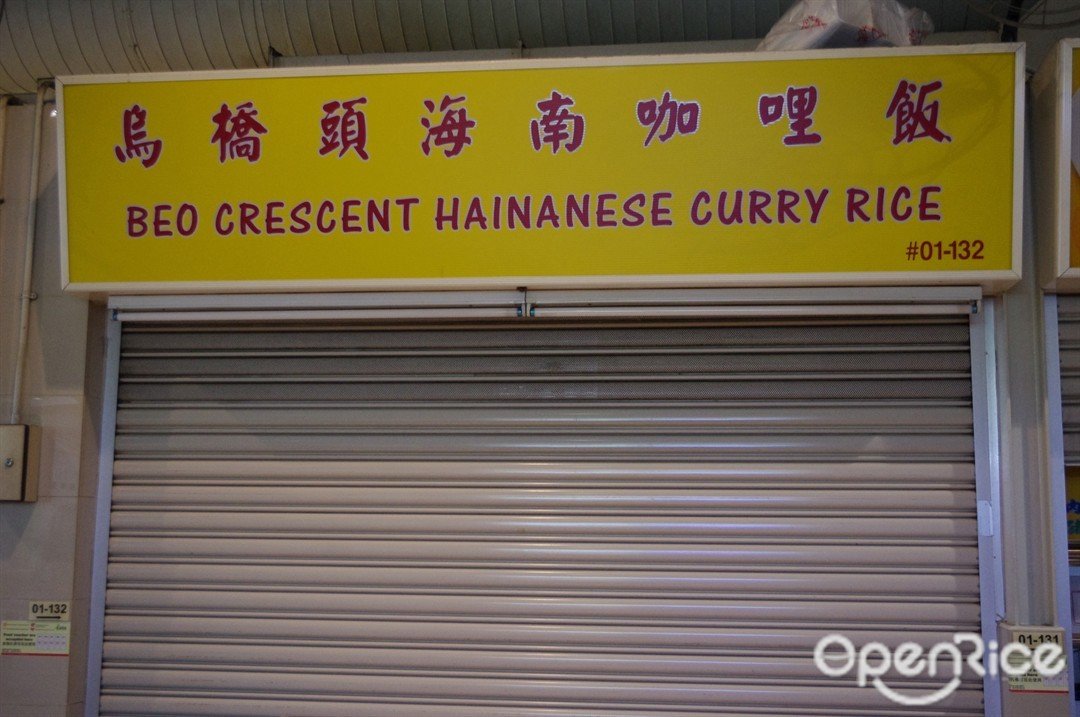 烏橋頭海南咖哩飯
BEO CRESCENT HAINANESE CURRY RICE
#01-132
01-132
01-131
OpenRice